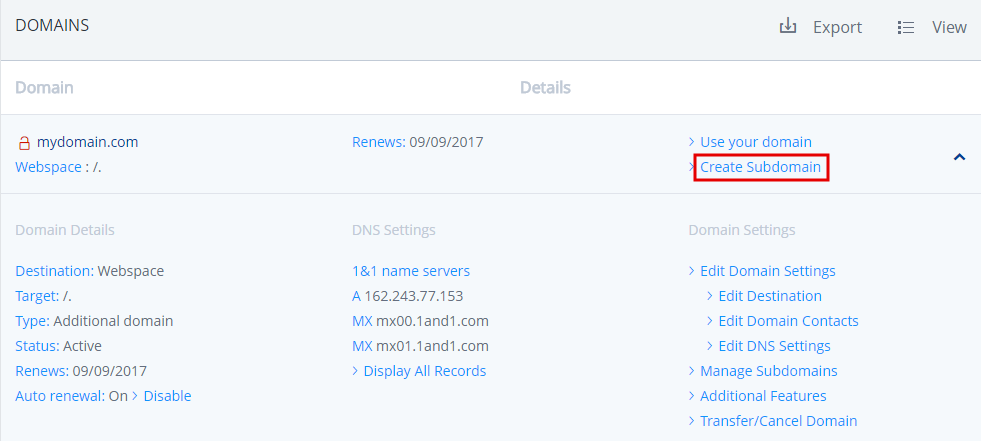 DOMAINS
Export
View
Domain
Details
mydomain.com
Renews: 09/09/2017
> Use your domain
Webspace : /.
> Create Subdomain
Domain Details
DNS Settings
Domain Settings
Destination: Webspace
1&1 name servers
> Edit Domain Settings
Target: /.
A 162.243.77.153
> Edit Destination
Type: Additional domain
MX mx00.1and1.com
> Edit Domain Contacts
Status: Active
MX mx01.1and1.com
> Edit DNS Settings
Renews: 09/09/2017
> Display All Records
> Manage Subdomains
Auto renewal: On > Disable
> Additional Features
> Transfer/Cancel Domain